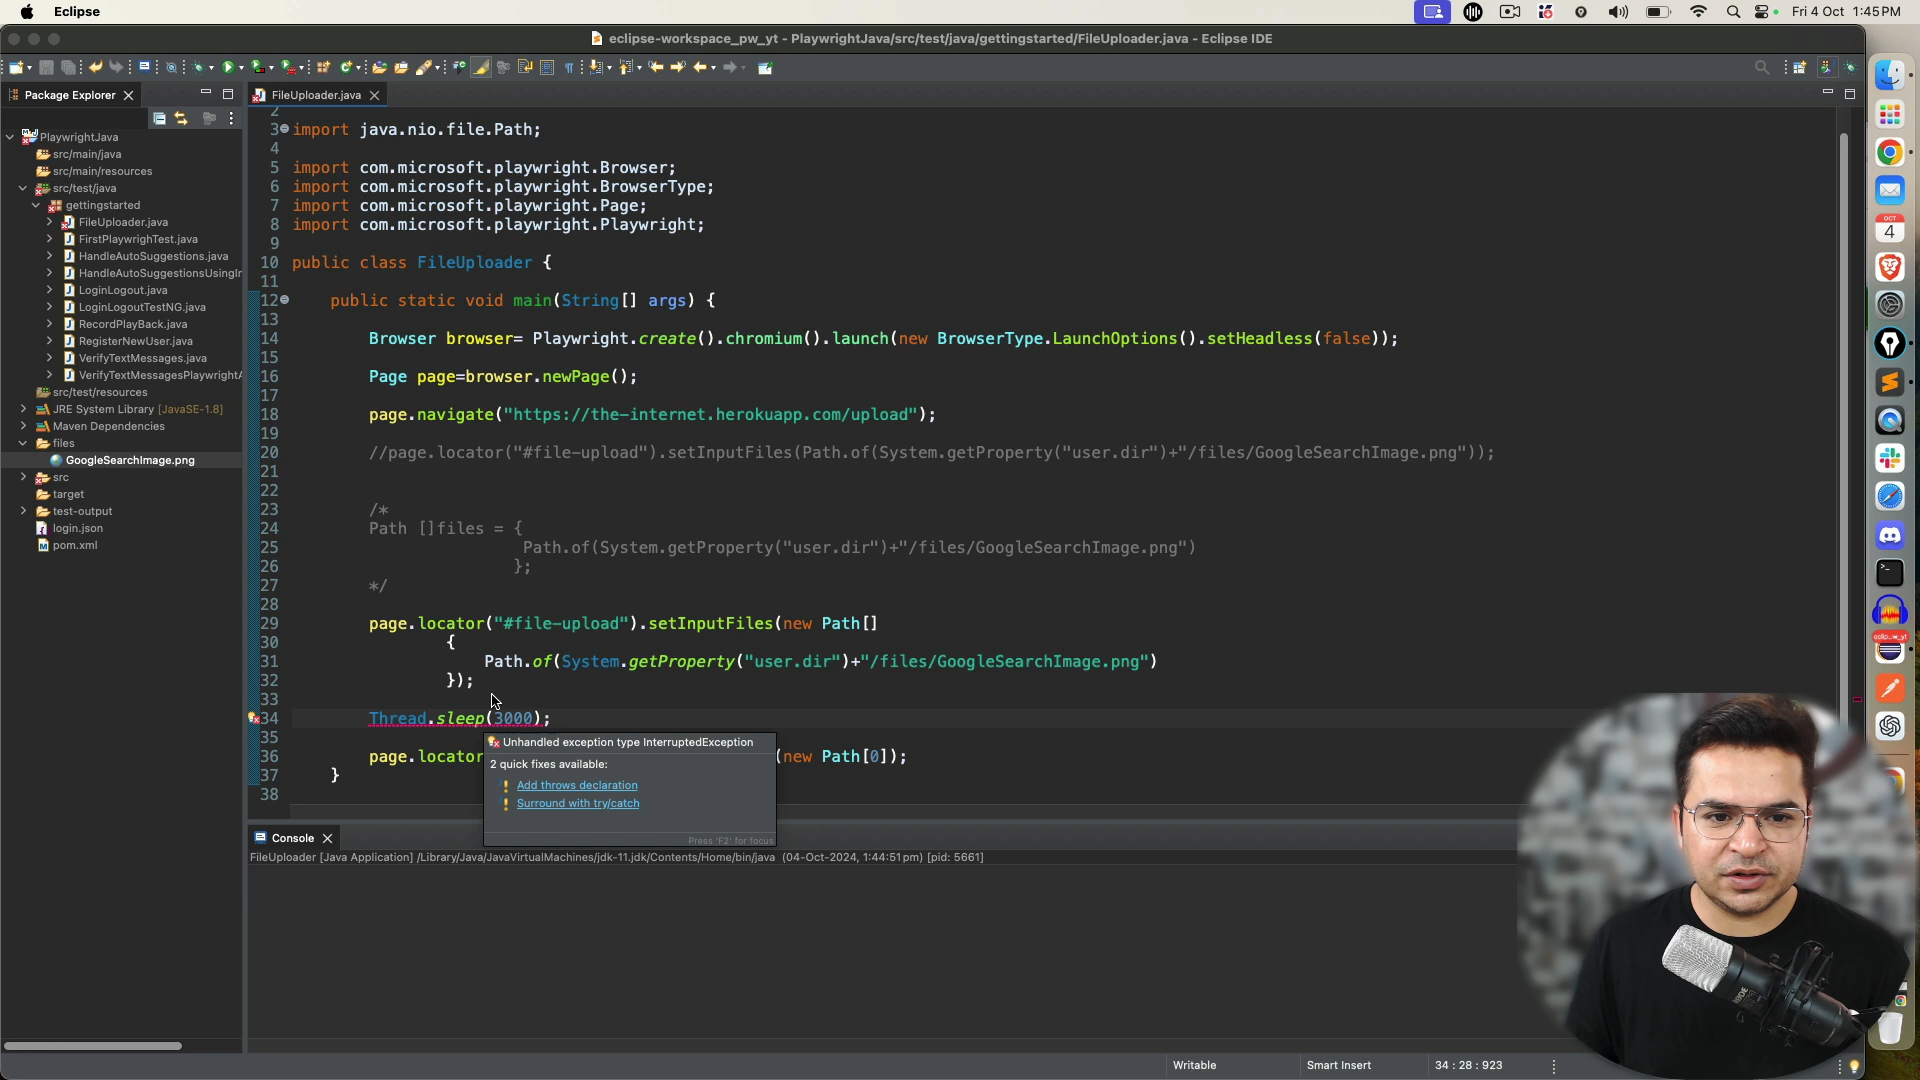 Eclipse
Fri 4 Oct 1:45 PM
eclipse-workspace_pw_yt - PlaywrightJava/src/test/java/gettingstarted/FileUploader.java - Eclipse IDE
Package Explorer
PlaywrightJava
src/main/java
src/main/resources
src/test/java
gettingstarted
FileUploader.java
FirstPlaywrighTest.java
HandleAutoSuggestions.java
HandleAutoSuggestionsUsingIr
LoginLogout.java
LoginLogoutTestNG.java
RecordPlayBack.java
RegisterNewUser.java
VerifyTextMessages.java
VerifyTextMessagesPlaywrightA
src/test/resources
JRE System Library [JavaSE-1.8]
Maven Dependencies
files
GoogleSearchImage.png
src
target
test-output
login.json
pom.xml
FileUploader.java
2
3 import java.nio.file.Path;
4
5 import com.microsoft.playwright.Browser;
6 import com.microsoft.playwright.BrowserType;
7 import com.microsoft.playwright.Page;
8 import com.microsoft.playwright.Playwright;
9
10 public class FileUploader {
11
12 public static void main(String[] args) {
13
14 Browser browser= Playwright.create().chromium().launch(new BrowserType.LaunchOptions().setHeadless(false));
15
16 Page page=browser.newPage();
17
18 page.navigate("https://the-internet.herokuapp.com/upload");
19
20 //page.locator("#file-upload").setInputFiles(Path.of(System.getProperty("user.dir")+"/files/GoogleSearchImage.png"));
21
22
23 /*
24 Path []files = {
25 Path.of(System.getProperty("user.dir")+"/files/GoogleSearchImage.png")
26 };
27 */
28
29 page.locator("#file-upload").setInputFiles(new Path[]
30 {
31 Path.of(System.getProperty("user.dir")+"/files/GoogleSearchImage.png")
32 });
33
34 Thread.sleep(3000);
35
36 page.locator (new Path[0]);
37 }
38
Unhandled exception type InterruptedException
2 quick fixes available:
Add throws declaration
Surround with try/catch
Press 'F2' for focus
Console
FileUploader [Java Application] /Library/Java/JavaVirtualMachines/jdk-11.jdk/Contents/Home/bin/java (04-Oct-2024, 1:44:51 pm) [pid: 5661]
Writable
Smart Insert
34 : 28 : 923
OCT
4